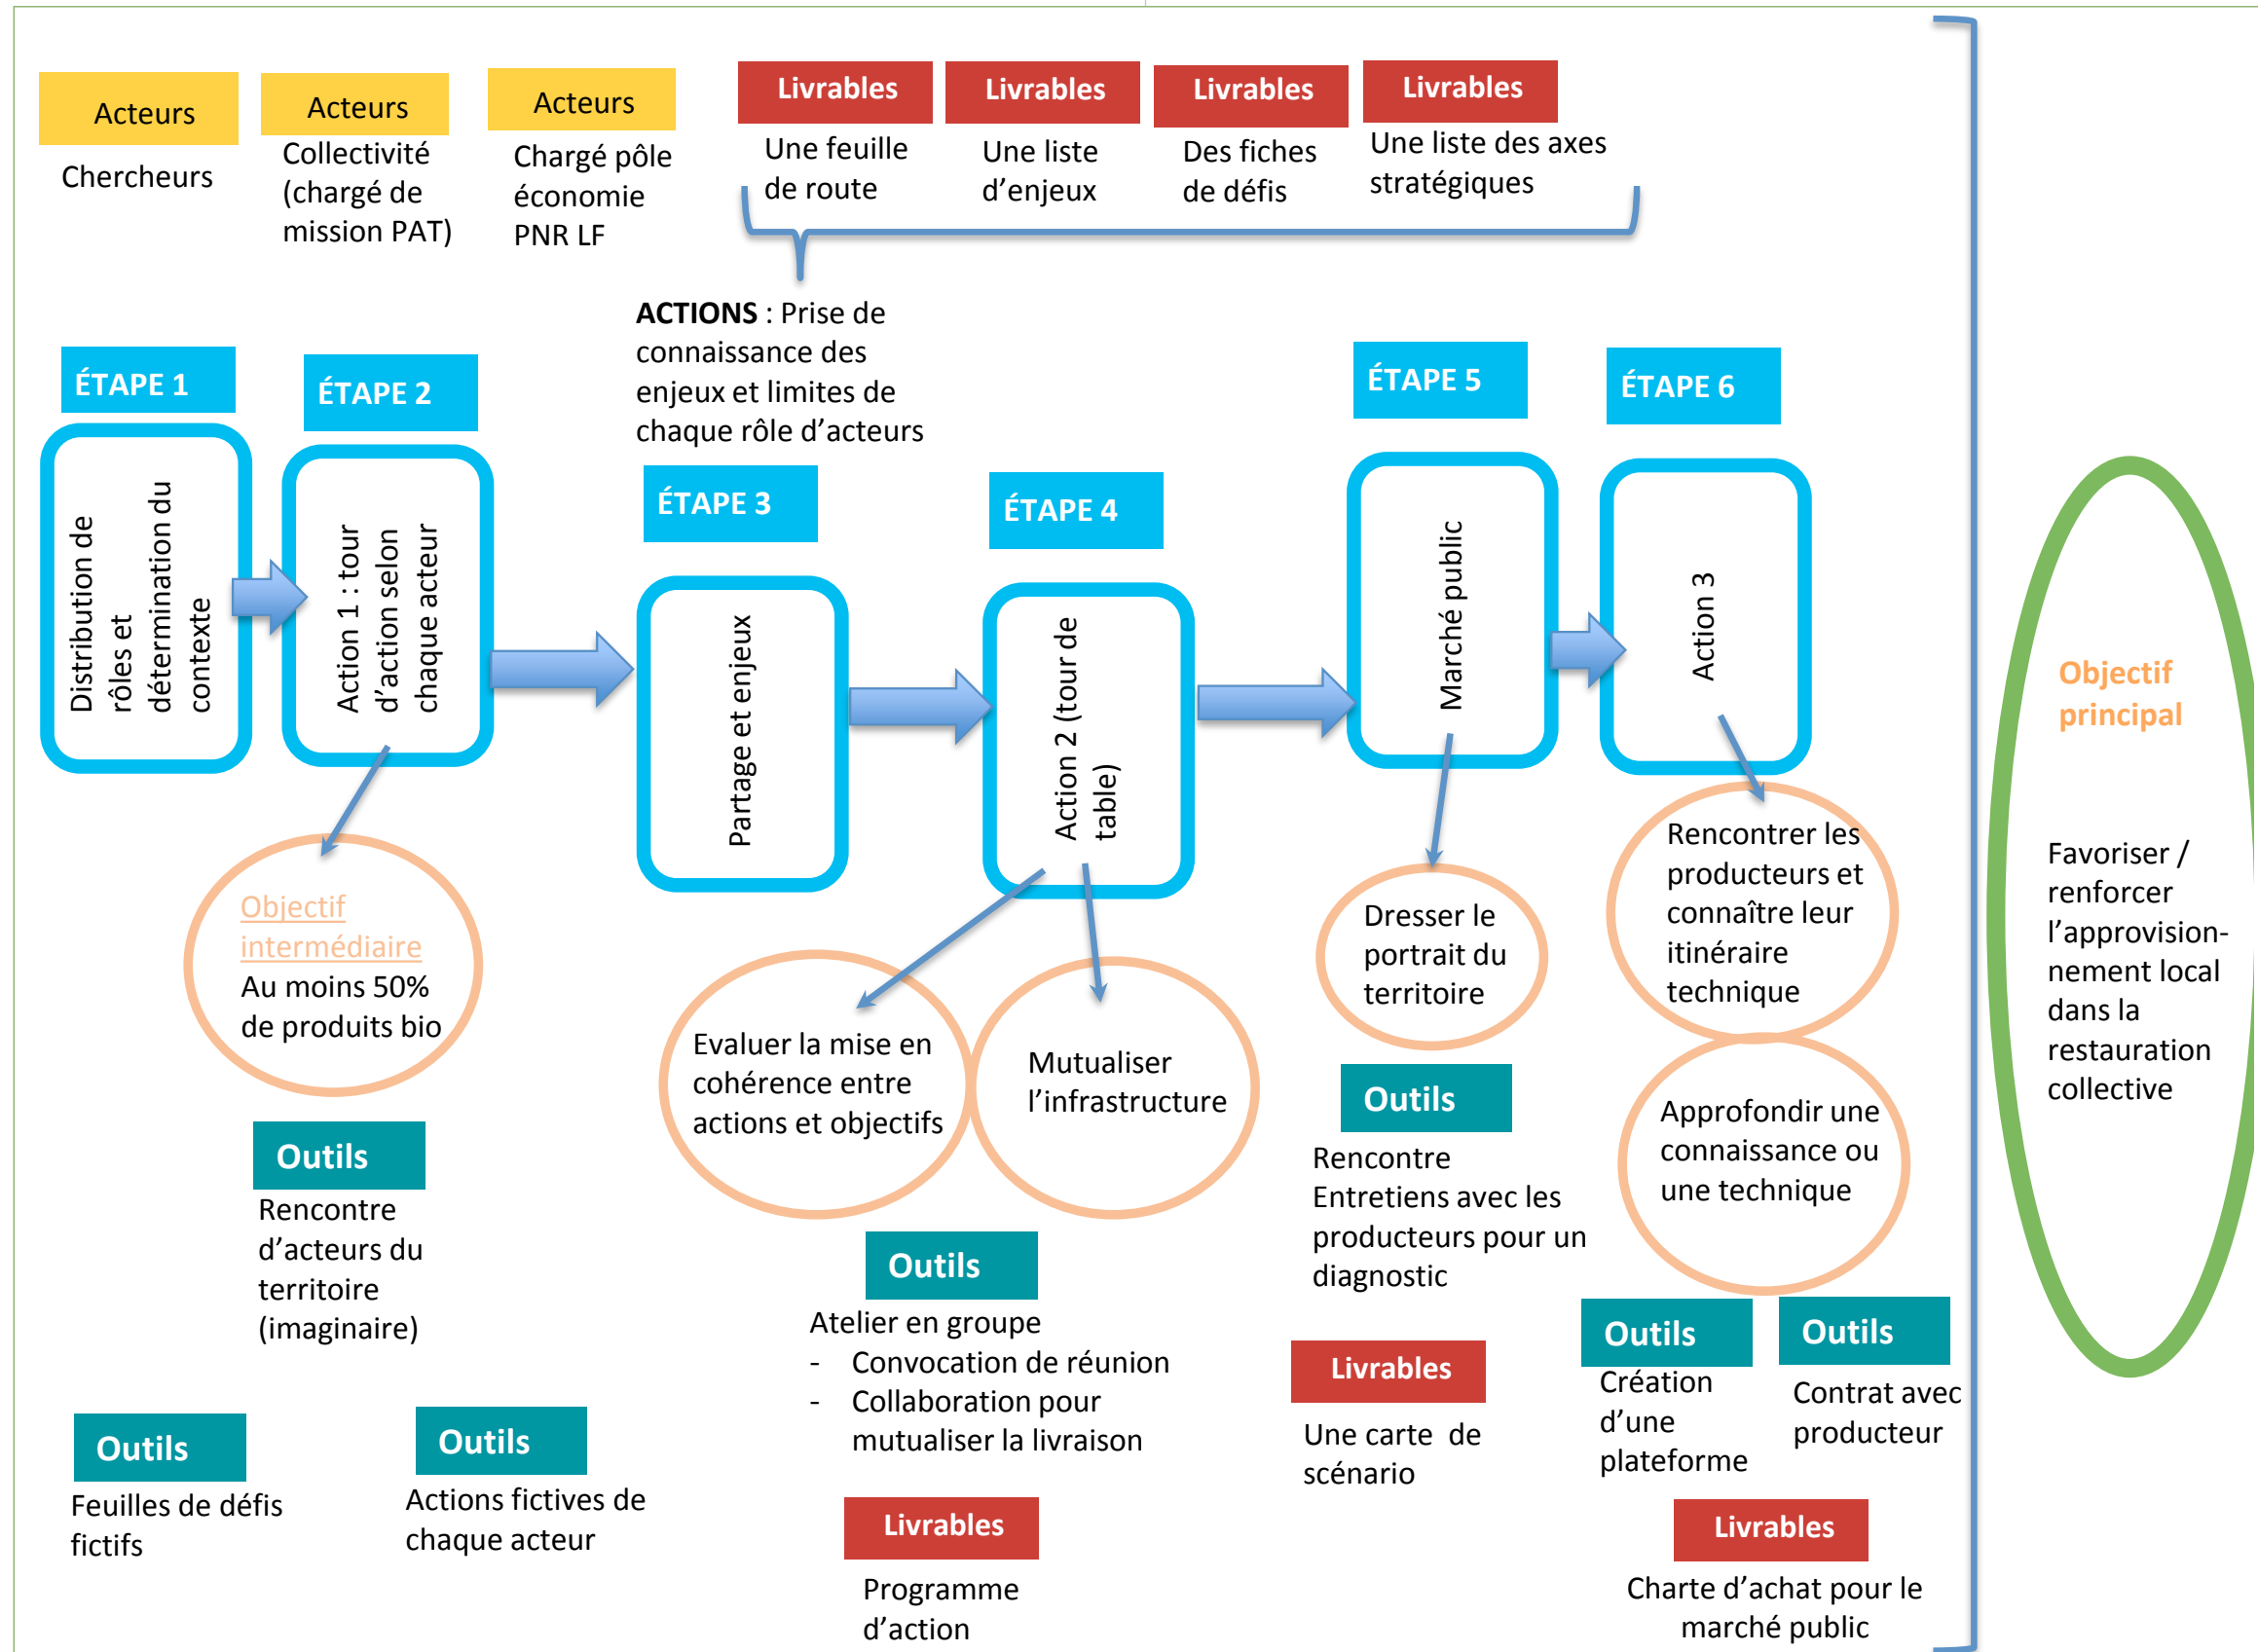 Acteurs
Chercheurs
Acteurs
Collectivité
(chargé de
mission PAT)
Acteurs
Chargé pôle
économie
PNR LF
Livrables
Une feuille
de route
Livrables
Une liste
d’enjeux
Livrables
Des fiches
de défis
Livrables
Une liste des axes
stratégiques
ACTIONS : Prise de
connaissance des
enjeux et limites de
chaque rôle d’acteurs
ÉTAPE 1
Distribution de
rôles et
détermination du
contexte
ÉTAPE 2
Action 1 : tour
d’action selon
chaque acteur
ÉTAPE 3
Partage et enjeux
ÉTAPE 4
Action 2 (tour de
table)
ÉTAPE 5
Marché public
ÉTAPE 6
Action 3
Objectif
intermédiaire
Au moins 50%
de produits bio
Evaluer la mise en
cohérence entre
actions et objectifs
Mutualiser
l’infrastructure
Dresser le
portrait du
territoire
Rencontrer les
producteurs et
connaître leur
itinéraire
technique
Approfondir une
connaissance ou
une technique
Outils
Rencontre
d’acteurs du
territoire
(imaginaire)
Outils
Feuilles de défis
fictifs
Outils
Actions fictives de
chaque acteur
Outils
Atelier en groupe
- Convocation de réunion
- Collaboration pour
mutualiser la livraison
Livrables
Programme
d’action
Outils
Rencontre
Entretiens avec les
producteurs pour un
diagnostic
Livrables
Une carte de
scénario
Outils
Création
d’une
plateforme
Outils
Contrat avec
producteur
Livrables
Charte d’achat pour le
marché public
Objectif
principal
Favoriser /
renforcer
l’approvision-
nement local
dans la
restauration
collective